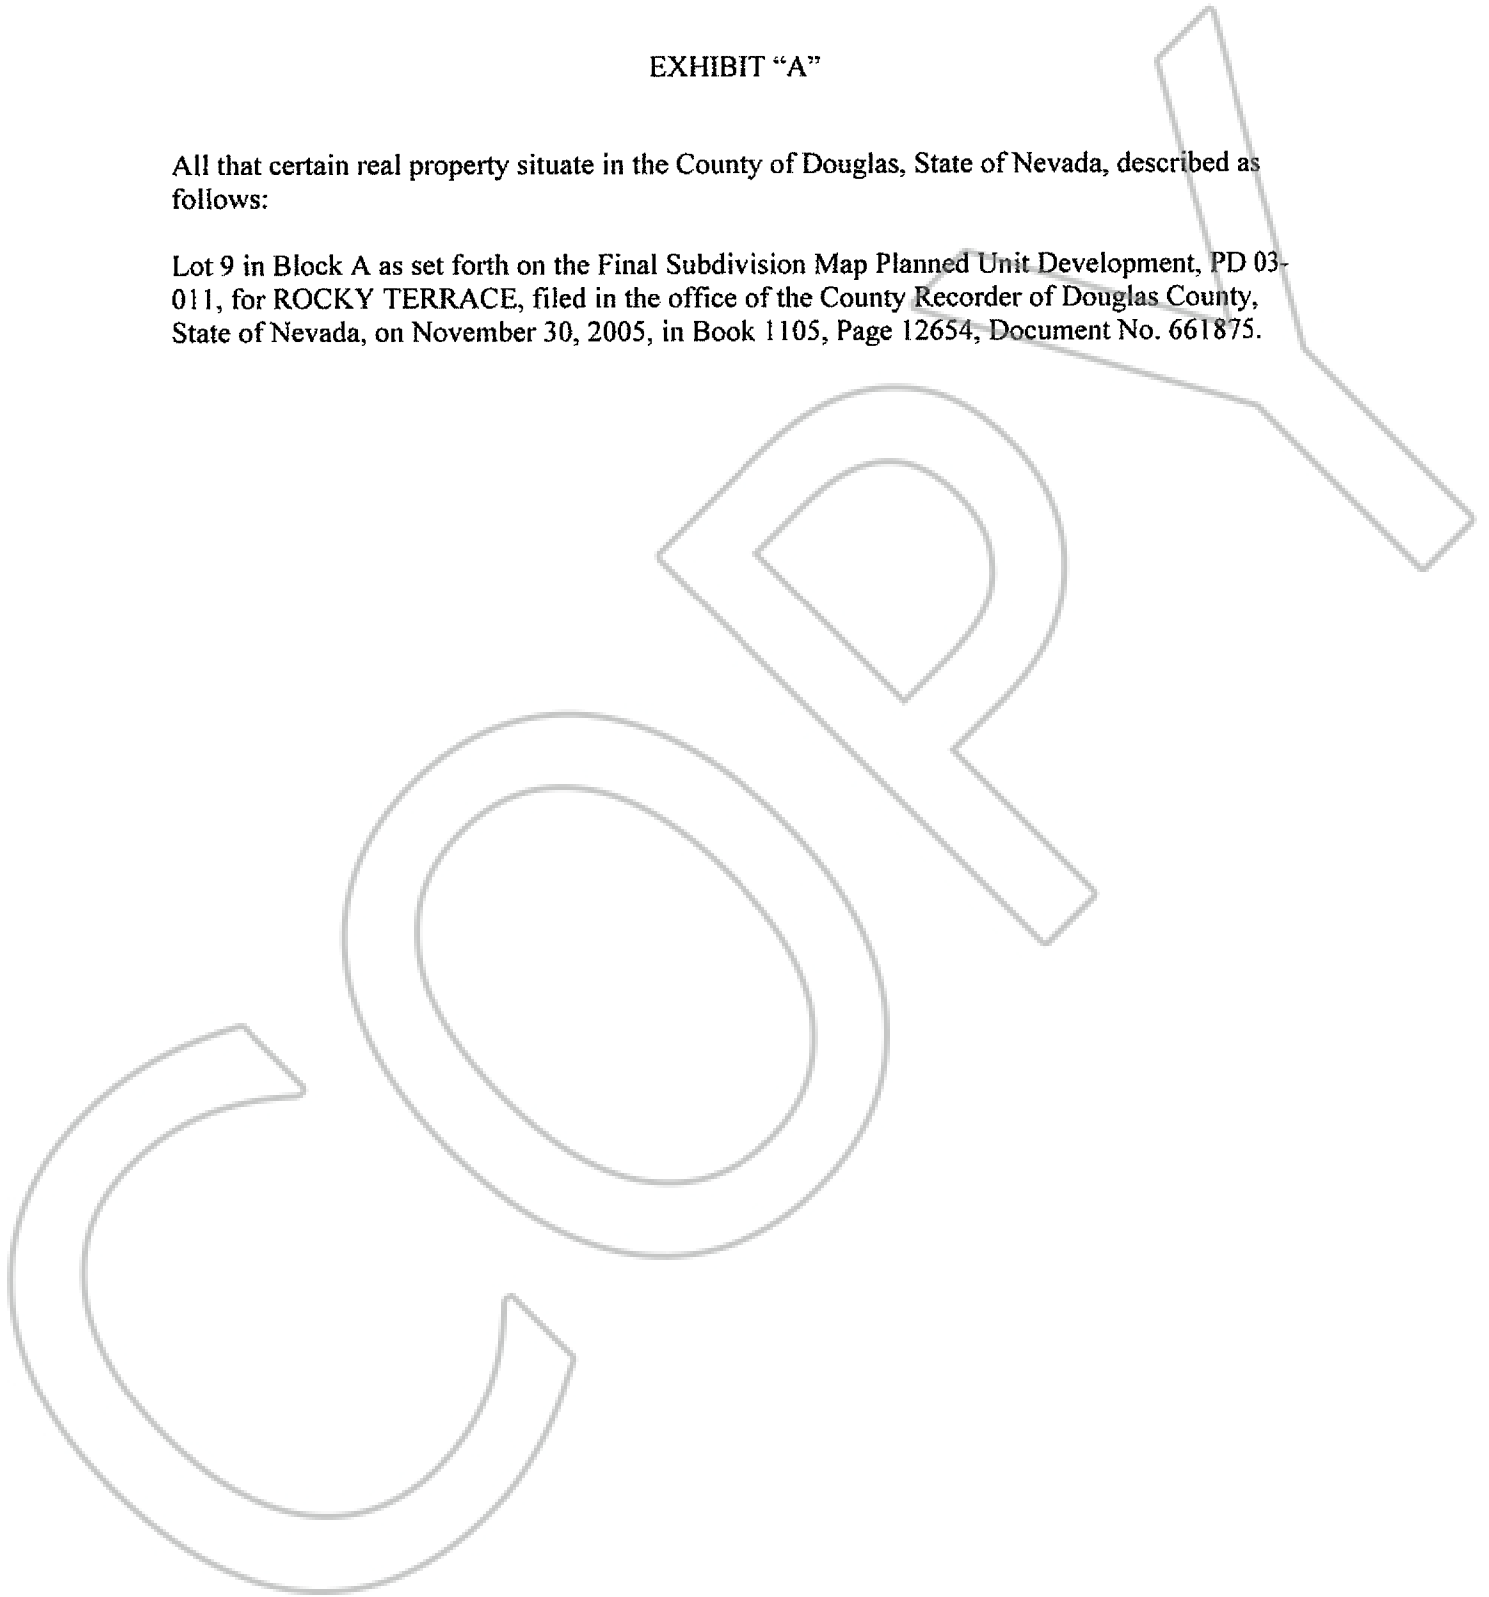 EXHIBIT “A”
All that certain real property situate in the County of Douglas, State of Nevada, described as
follows:
Lot 9 in Block A as set forth on the Final Subdivision Map Planned Unit Development, PD 03-
011, for ROCKY TERRACE, filed in the office of the County Recorder of Douglas County,
State of Nevada, on November 30, 2005, in Book 1105, Page 12654, Document No. 661875.
COPY